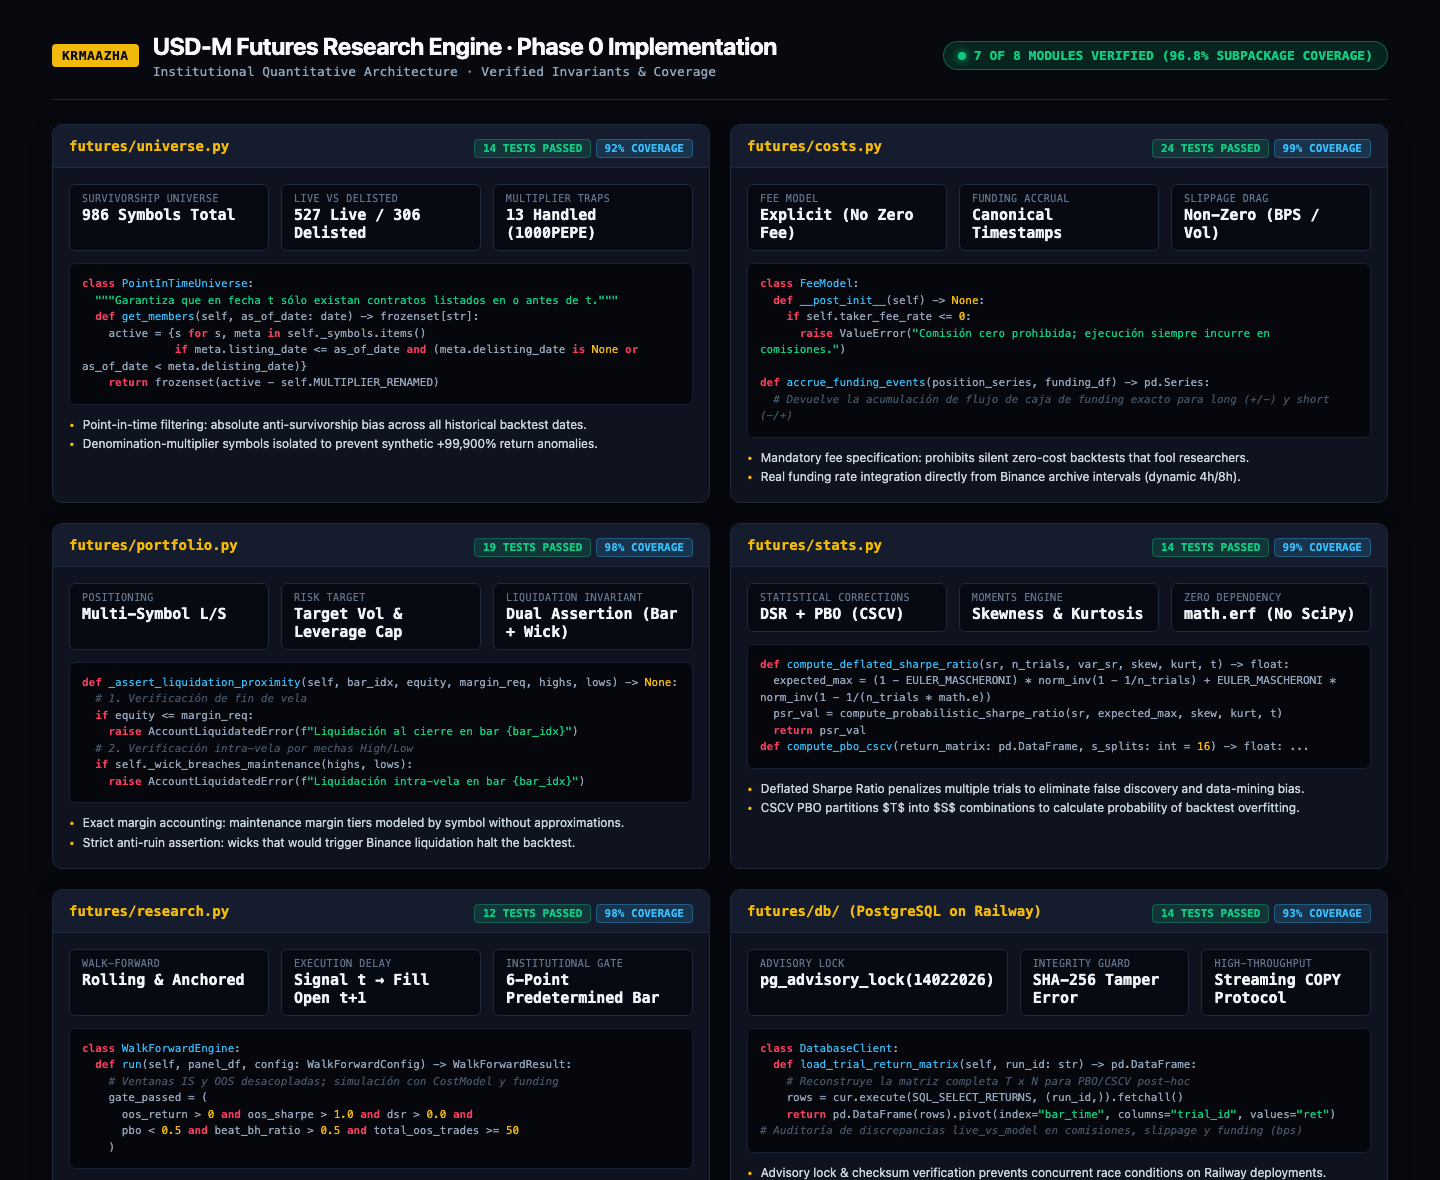 KRMAAZHA
USD-M Futures Research Engine · Phase 0 Implementation
Institutional Quantitative Architecture · Verified Invariants & Coverage
7 OF 8 MODULES VERIFIED (96.8% SUBPACKAGE COVERAGE)
futures/universe.py
14 TESTS PASSED
92% COVERAGE
SURVIVORSHIP UNIVERSE
986 Symbols Total
LIVE VS DELISTED
527 Live / 306
Delisted
MULTIPLIER TRAPS
13 Handled
(1000PEPE)
class PointInTimeUniverse:
"""Garantiza que en fecha t sólo existan contratos listados en o antes de t."""
def get_members(self, as_of_date: date) -> frozenset[str]:
active = {s for s, meta in self._symbols.items()
if meta.listing_date <= as_of_date and (meta.delisting_date is None or
as_of_date < meta.delisting_date)}
return frozenset(active - self.MULTIPLIER_RENAMED)
• Point-in-time filtering: absolute anti-survivorship bias across all historical backtest dates.
• Denomination-multiplier symbols isolated to prevent synthetic +99,900% return anomalies.
futures/costs.py
24 TESTS PASSED
99% COVERAGE
FEE MODEL
Explicit (No Zero
Fee)
FUNDING ACCRUAL
Canonical
Timestamps
SLIPPAGE DRAG
Non-Zero (BPS /
Vol)
class FeeModel:
def __post_init__(self) -> None:
if self.taker_fee_rate <= 0:
raise ValueError("Comisión cero prohibida; ejecución siempre incurre en
comisiones.")
def accrue_funding_events(position_series, funding_df) -> pd.Series:
# Devuelve la acumulación de flujo de caja de funding exacto para long (+/-) y short
(-/+)
• Mandatory fee specification: prohibits silent zero-cost backtests that fool researchers.
• Real funding rate integration directly from Binance archive intervals (dynamic 4h/8h).
futures/portfolio.py
19 TESTS PASSED
98% COVERAGE
POSITIONING
Multi-Symbol L/S
RISK TARGET
Target Vol &
Leverage Cap
LIQUIDATION INVARIANT
Dual Assertion (Bar
+ Wick)
def _assert_liquidation_proximity(self, bar_idx, equity, margin_req, highs, lows) -> None:
# 1. Verificación de fin de vela
if equity <= margin_req:
raise AccountLiquidatedError(f"Liquidación al cierre en bar {bar_idx}")
# 2. Verificación intra-vela por mechas High/Low
if self._wick_breaches_maintenance(highs, lows):
raise AccountLiquidatedError(f"Liquidación intra-vela en bar {bar_idx}")
• Exact margin accounting: maintenance margin tiers modeled by symbol without approximations.
• Strict anti-ruin assertion: wicks that would trigger Binance liquidation halt the backtest.
futures/stats.py
14 TESTS PASSED
99% COVERAGE
STATISTICAL CORRECTIONS
DSR + PBO (CSCV)
MOMENTS ENGINE
Skewness & Kurtosis
ZERO DEPENDENCY
math.erf (No SciPy)
def compute_deflated_sharpe_ratio(sr, n_trials, var_sr, skew, kurt, t) -> float:
expected_max = (1 - EULER_MASCHERONI) * norm_inv(1 - 1/n_trials) + EULER_MASCHERONI *
norm_inv(1 - 1/(n_trials * math.e))
psr_val = compute_probabilistic_sharpe_ratio(sr, expected_max, skew, kurt, t)
return psr_val
def compute_pbo_cscv(return_matrix: pd.DataFrame, s_splits: int = 16) -> float: ...
• Deflated Sharpe Ratio penalizes multiple trials to eliminate false discovery and data-mining bias.
• CSCV PBO partitions $T$ into $S$ combinations to calculate probability of backtest overfitting.
futures/research.py
12 TESTS PASSED
98% COVERAGE
WALK-FORWARD
Rolling & Anchored
EXECUTION DELAY
Signal t → Fill
Open t+1
INSTITUTIONAL GATE
6-Point
Predetermined Bar
class WalkForwardEngine:
def run(self, panel_df, config: WalkForwardConfig) -> WalkForwardResult:
# Ventanas IS y OOS desacopladas; simulación con CostModel y funding
gate_passed = (
oos_return > 0 and oos_sharpe > 1.0 and dsr > 0.0 and
pbo < 0.5 and beat_bh_ratio > 0.5 and total_oos_trades >= 50
)
futures/db/ (PostgreSQL on Railway)
14 TESTS PASSED
93% COVERAGE
ADVISORY LOCK
pg_advisory_lock(14022026)
INTEGRITY GUARD
SHA-256 Tamper
Error
HIGH-THROUGHPUT
Streaming COPY
Protocol
class DatabaseClient:
def load_trial_return_matrix(self, run_id: str) -> pd.DataFrame:
# Reconstruye la matriz completa T x N para PBO/CSCV post-hoc
rows = cur.execute(SQL_SELECT_RETURNS, (run_id,)).fetchall()
return pd.DataFrame(rows).pivot(index="bar_time", columns="trial_id", values="ret")
# Auditoría de discrepancias live_vs_model en comisiones, slippage y funding (bps)
• Advisory lock & checksum verification prevents concurrent race conditions on Railway deployments.